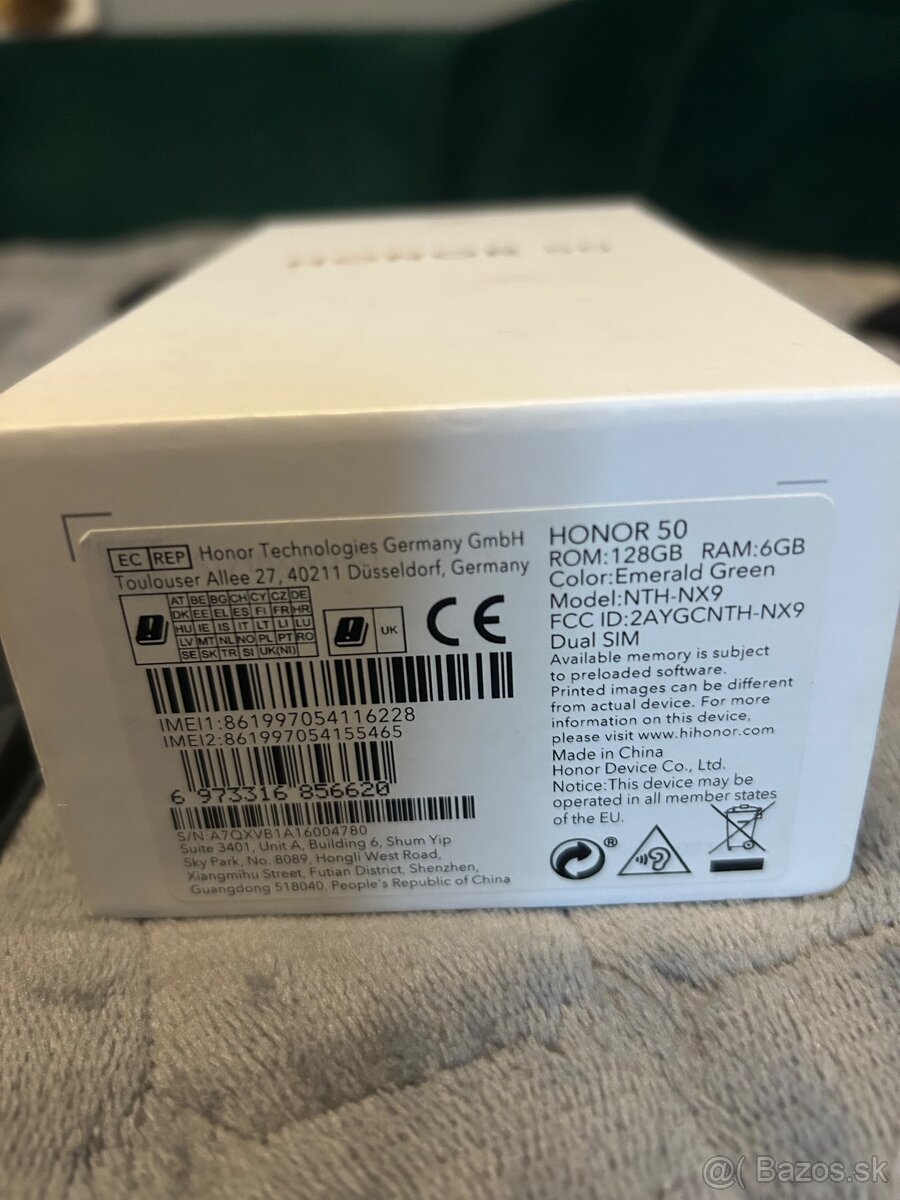 HONOR 50
EC REP Honor Technologies Germany GmbH
Toulouser Allee 27, 40211 Düsseldorf, Germany
AT BE BG CH CY CZ DE
DK EE EL ES FI FR HR
HU IE IS IT LT LI LU
LV MT NL NO PL PT RO
SE SK TR SI UK(NI)
UK
CE
IMEI1:861997054116228
IMEI2:861997054155465
6 973316 856620
S/N:A7QXVB1A16004780
Suite 3401, Unit A, Building 6, Shum Yip
Sky Park, No. 8089, Hongli West Road,
Xiangmihu Street, Futian District, Shenzhen,
Guangdong 518040, People's Republic of China
HONOR 50
ROM:128GB RAM:6GB
Color:Emerald Green
Model:NTH-NX9
FCC ID:2AYGCNTH-NX9
Dual SIM
Available memory is subject
to preloaded software.
Printed images can be different
from actual device. For more
information on this device,
please visit www.hihonor.com
Made in China
Honor Device Co., Ltd.
Notice:This device may be
operated in all member states
of the EU.
®
@( Bazos.sk